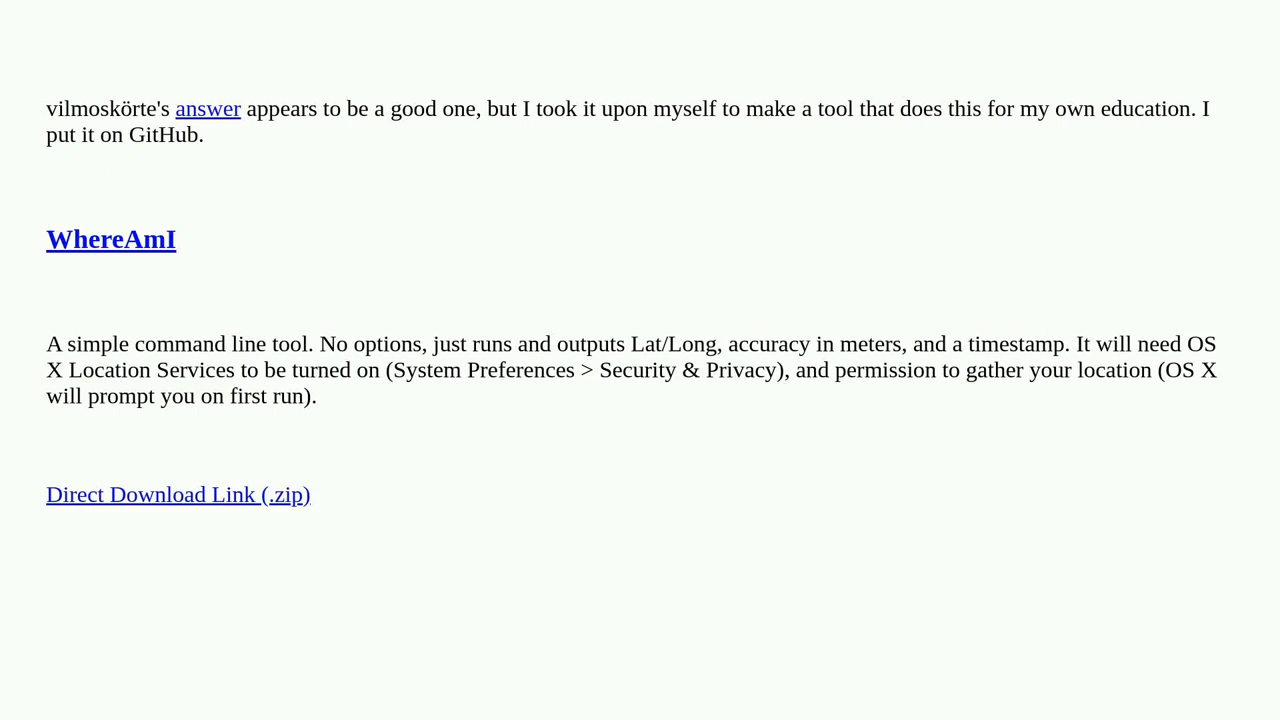 vilmoskörte's answer appears to be a good one, but I took it upon myself to make a tool that does this for my own education. I
put it on GitHub.
WhereAmI
A simple command line tool. No options, just runs and outputs Lat/Long, accuracy in meters, and a timestamp. It will need OS
X Location Services to be turned on (System Preferences > Security & Privacy), and permission to gather your location (OS X
will prompt you on first run).
Direct Download Link (.zip)